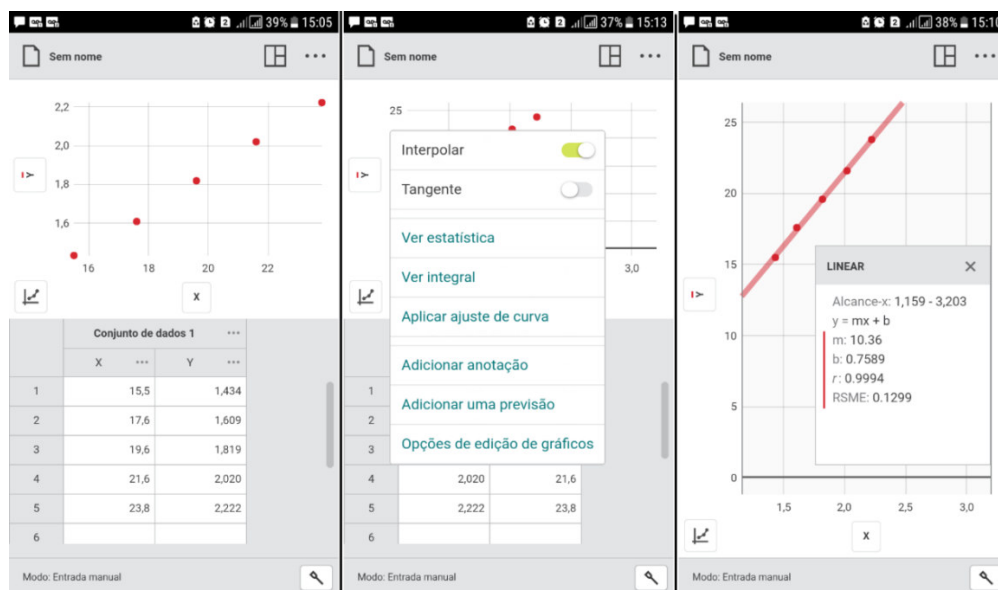 39% 15:05
Sem nome
2,2
2,0
1,8
1,6
Y
16 18 20 22
X
Conjunto de dados 1
X Y
1 15,5 1,434
2 17,6 1,609
3 19,6 1,819
4 21,6 2,020
5 23,8 2,222
6
Modo: Entrada manual
2 37% 15:13
Sem nome
25
Interpolar
Tangente
Ver estatística
Ver integral
Aplicar ajuste de curva
Adicionar anotação
Adicionar uma previsão
Opções de edição de gráficos
Y
3,0
1
2
3
4 2,020 21,6
5 2,222 23,8
6
Modo: Entrada manual
2 38% 15:10
Sem nome
25
20
15
10
5
0
Y
LINEAR
Alcance-x: 1,159 - 3,203
y = mx + b
m: 10.36
b: 0.7589
r: 0.9994
RSME: 0.1299
1,5 2,0 2,5 3,0
X
Modo: Entrada manual